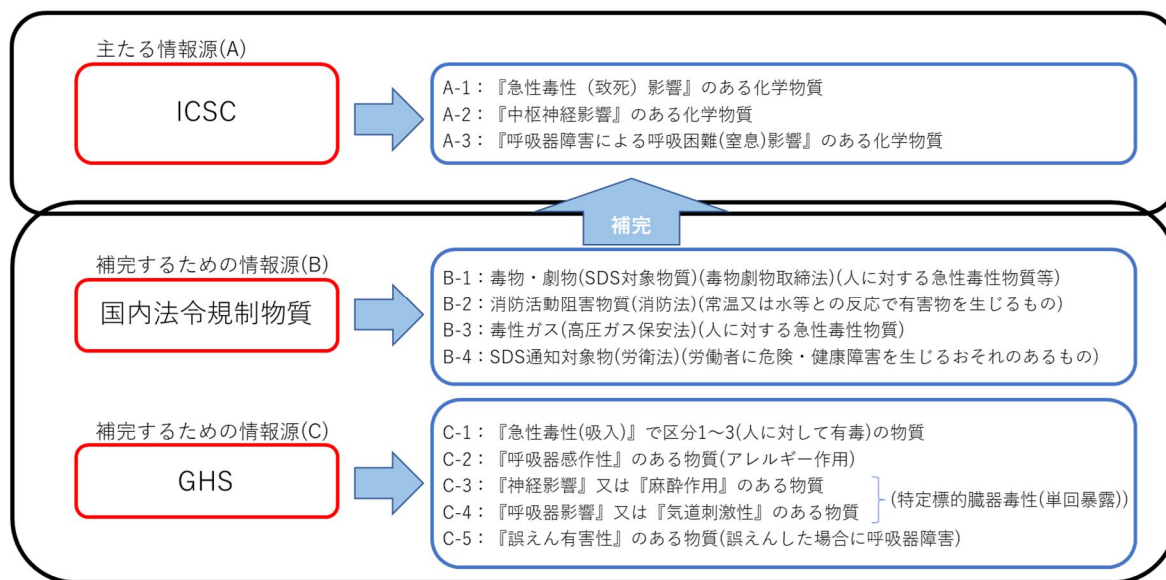 主たる情報源(A)
ICSC
A-1：『急性毒性（致死）影響』のある化学物質
A-2：『中枢神経影響』のある化学物質
A-3：『呼吸器障害による呼吸困難(窒息)影響』のある化学物質
補完
補完するための情報源(B)
国内法令規制物質
B-1：毒物・劇物(SDS対象物質)(毒物劇物取締法)(人に対する急性毒性物質等)
B-2：消防活動阻害物質(消防法)(常温又は水等との反応で有害物を生じるもの)
B-3：毒性ガス(高圧ガス保安法)(人に対する急性毒性物質)
B-4：SDS通知対象物(労衛法)(労働者に危険・健康障害を生じるおそれのあるもの)
補完するための情報源(C)
GHS
C-1：『急性毒性(吸入)』で区分1～3(人に対して有毒)の物質
C-2：『呼吸器感作性』のある物質(アレルギー作用)
C-3：『神経影響』又は『麻酔作用』のある物質
C-4：『呼吸器影響』又は『気道刺激性』のある物質
(特定標的臓器毒性(単回暴露))
C-5：『誤えん有害性』のある物質(誤えんした場合に呼吸器障害)